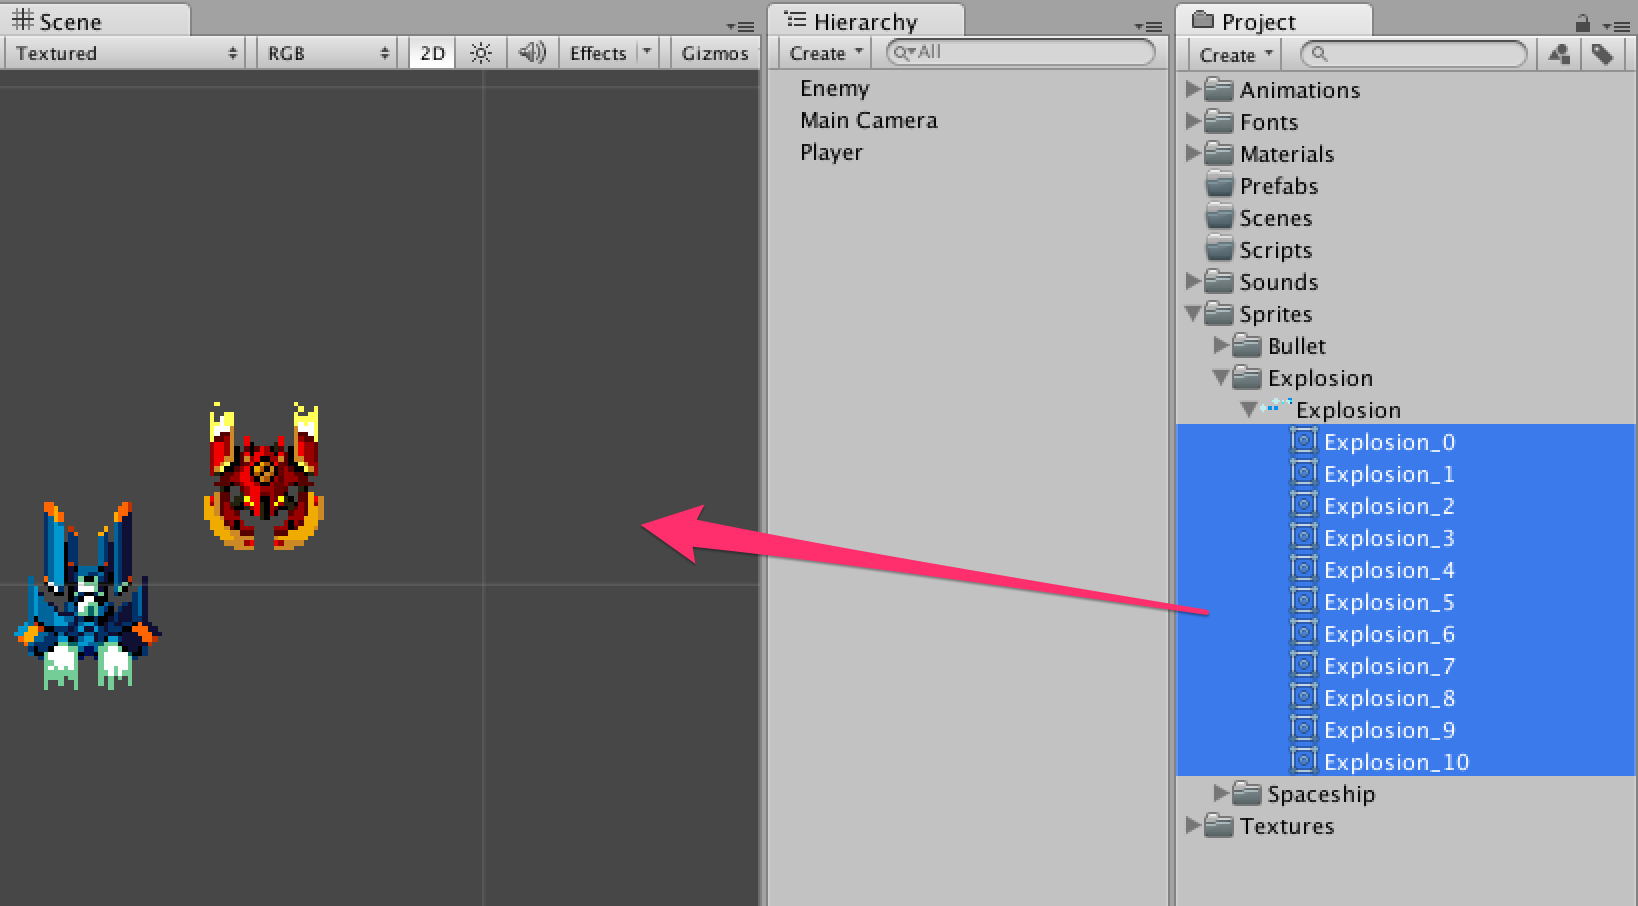 Scene
Textured
RGB
2D
Effects
Gizmos
Hierarchy
Create
All
Enemy
Main Camera
Player
Project
Create
Animations
Fonts
Materials
Prefabs
Scenes
Scripts
Sounds
Sprites
Bullet
Explosion
Explosion
Explosion_0
Explosion_1
Explosion_2
Explosion_3
Explosion_4
Explosion_5
Explosion_6
Explosion_7
Explosion_8
Explosion_9
Explosion_10
Spaceship
Textures